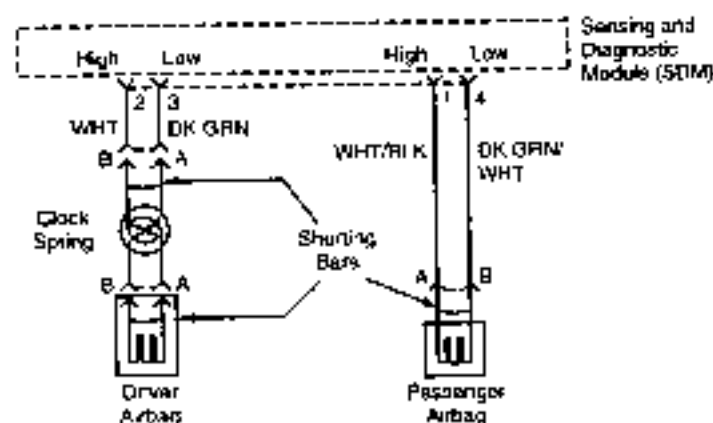 Sensing and
Diagnostic
Module (SDM)
High Low
High Low
2 3
1 4
WHT DK GRN
WHT/BLK
DK GRN/
WHT
B A
Clock
Spring
Shorting
Bars
B A
A B
Driver
Airbag
Passenger
Airbag